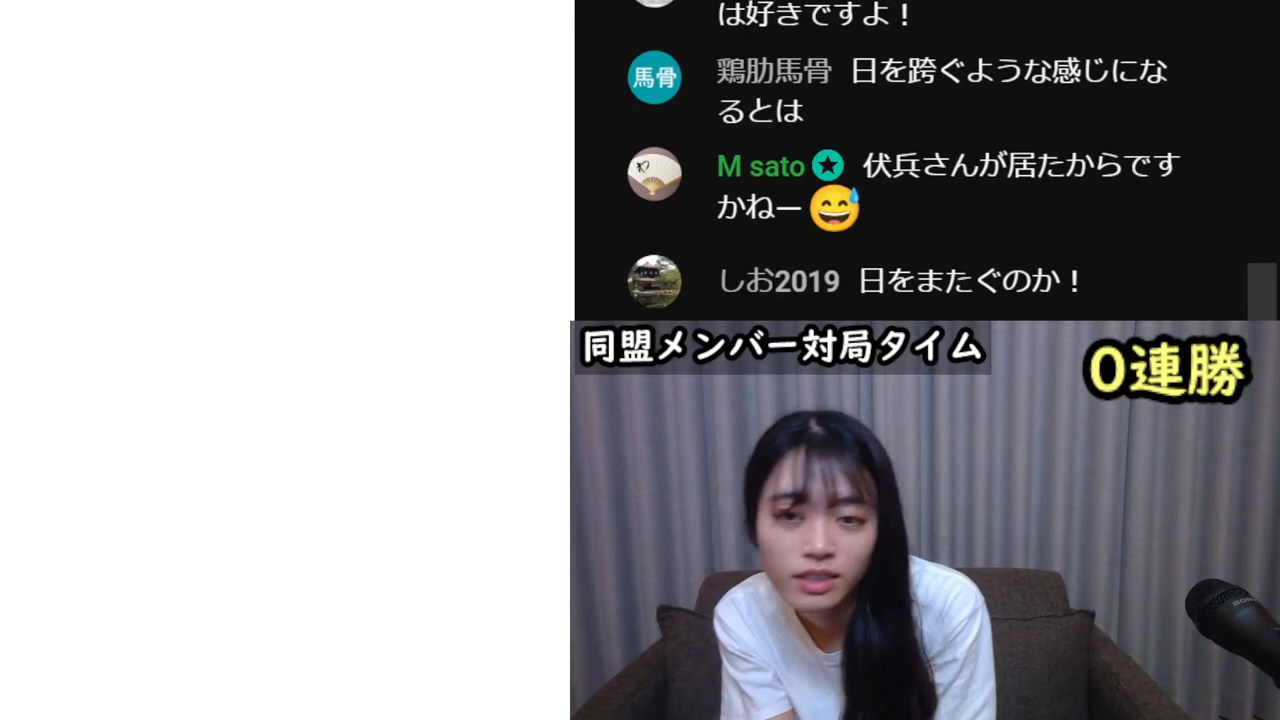 は好きですよ！
馬骨 鶏肋馬骨 日を跨ぐような感じにな
るとは
M sato 伏兵さんが居たからです
かねー
しお2019 日をまたぐのか！
同盟メンバー対局タイム
0連勝